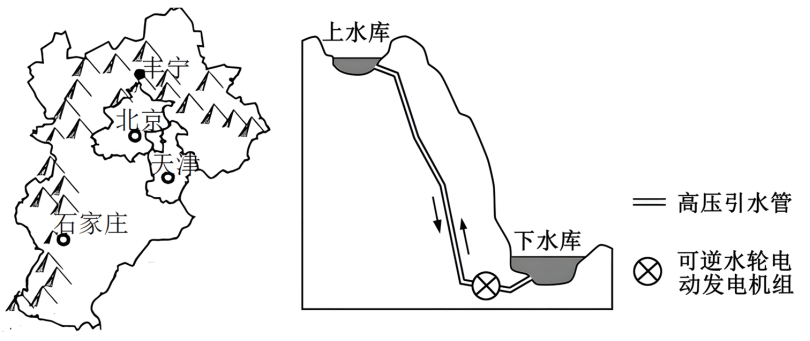 丰宁
北京
天津
石家庄
上水库
下水库
高压引水管
可逆水轮电
动发电机组